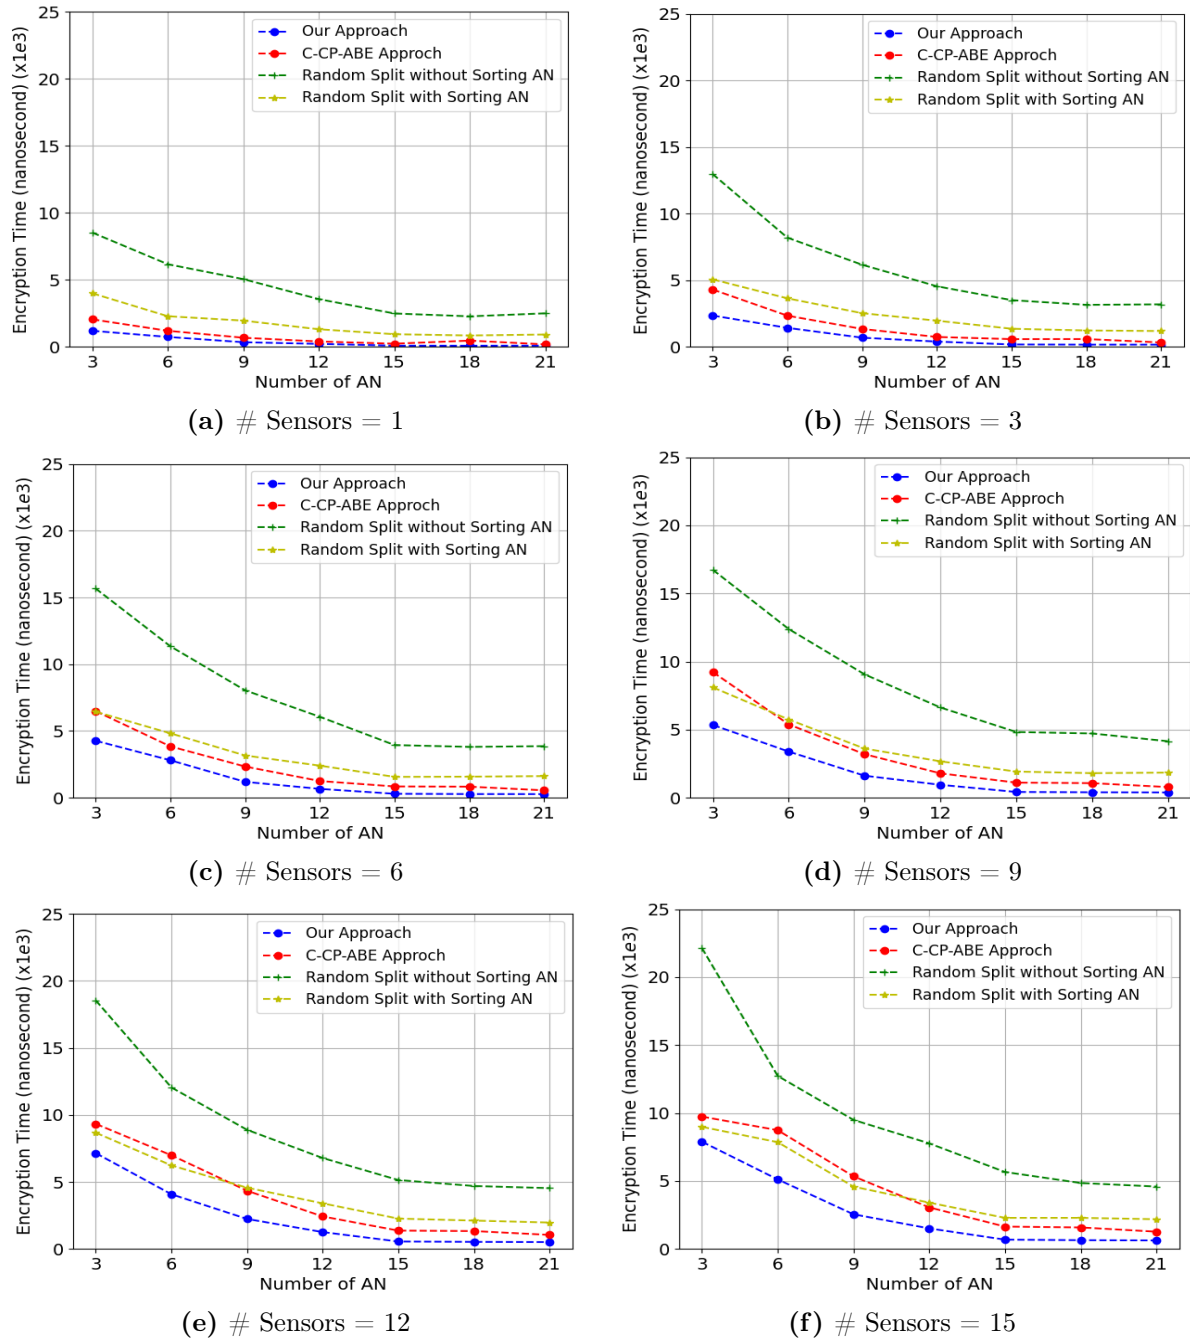 Encryption Time (nanosecond) (x1e3)
25
20
15
10
5
0
Our Approach
C-CP-ABE Approch
Random Split without Sorting AN
Random Split with Sorting AN
3 6 9 12 15 18 21
Number of AN
(a) # Sensors = 1
Encryption Time (nanosecond) (x1e3)
25
20
15
10
5
0
Our Approach
C-CP-ABE Approch
Random Split without Sorting AN
Random Split with Sorting AN
3 6 9 12 15 18 21
Number of AN
(b) # Sensors = 3
Encryption Time (nanosecond) (x1e3)
25
20
15
10
5
0
Our Approach
C-CP-ABE Approch
Random Split without Sorting AN
Random Split with Sorting AN
3 6 9 12 15 18 21
Number of AN
(c) # Sensors = 6
Encryption Time (nanosecond) (x1e3)
25
20
15
10
5
0
Our Approach
C-CP-ABE Approch
Random Split without Sorting AN
Random Split with Sorting AN
3 6 9 12 15 18 21
Number of AN
(d) # Sensors = 9
Encryption Time (nanosecond) (x1e3)
25
20
15
10
5
0
Our Approach
C-CP-ABE Approch
Random Split without Sorting AN
Random Split with Sorting AN
3 6 9 12 15 18 21
Number of AN
(e) # Sensors = 12
Encryption Time (nanosecond) (x1e3)
25
20
15
10
5
0
Our Approach
C-CP-ABE Approch
Random Split without Sorting AN
Random Split with Sorting AN
3 6 9 12 15 18 21
Number of AN
(f) # Sensors = 15